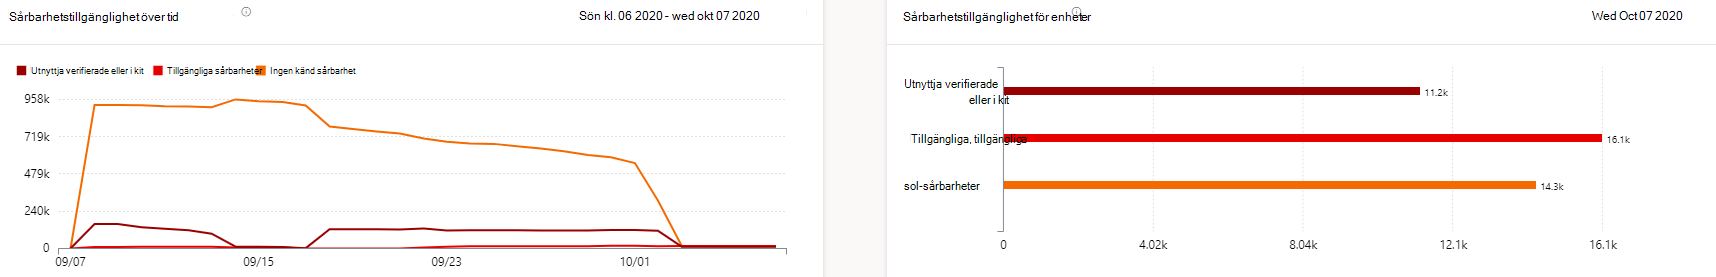 Sårbarhetstillgänglighet över tid
Sön kl. 06 2020 - wed okt 07 2020
Utnyttja verifierade eller i kit
Tillgängliga sårbarheter
Ingen känd sårbarhet
958k
719k
479k
240k
0
09/07
09/15
09/23
10/01
Sårbarhetstillgänglighet för enheter
Wed Oct 07 2020
Utnyttja verifierade
eller i kit
11.2k
Tillgängliga, tillgängliga
16.1k
sol-sårbarheter
14.3k
0
4.02k
8.04k
12.1k
16.1k